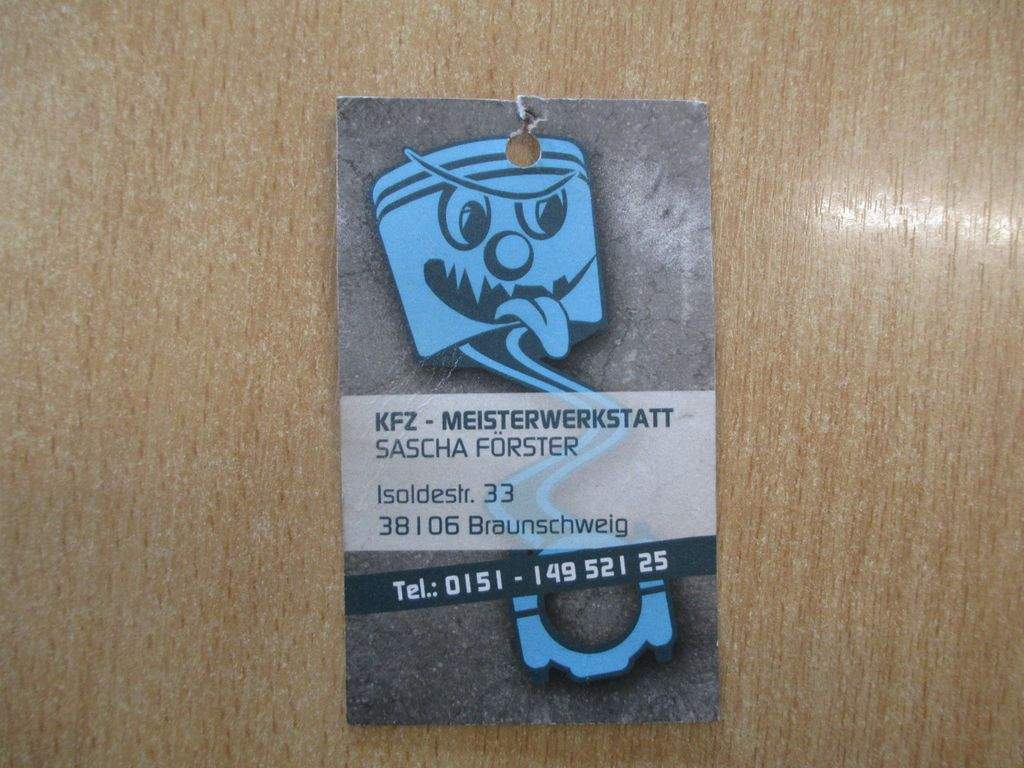 KFZ - MEISTERWERKSTATT
SASCHA FÖRSTER
Isoldestr. 33
38106 Braunschweig
Tel.: 0151 - 149 521 25